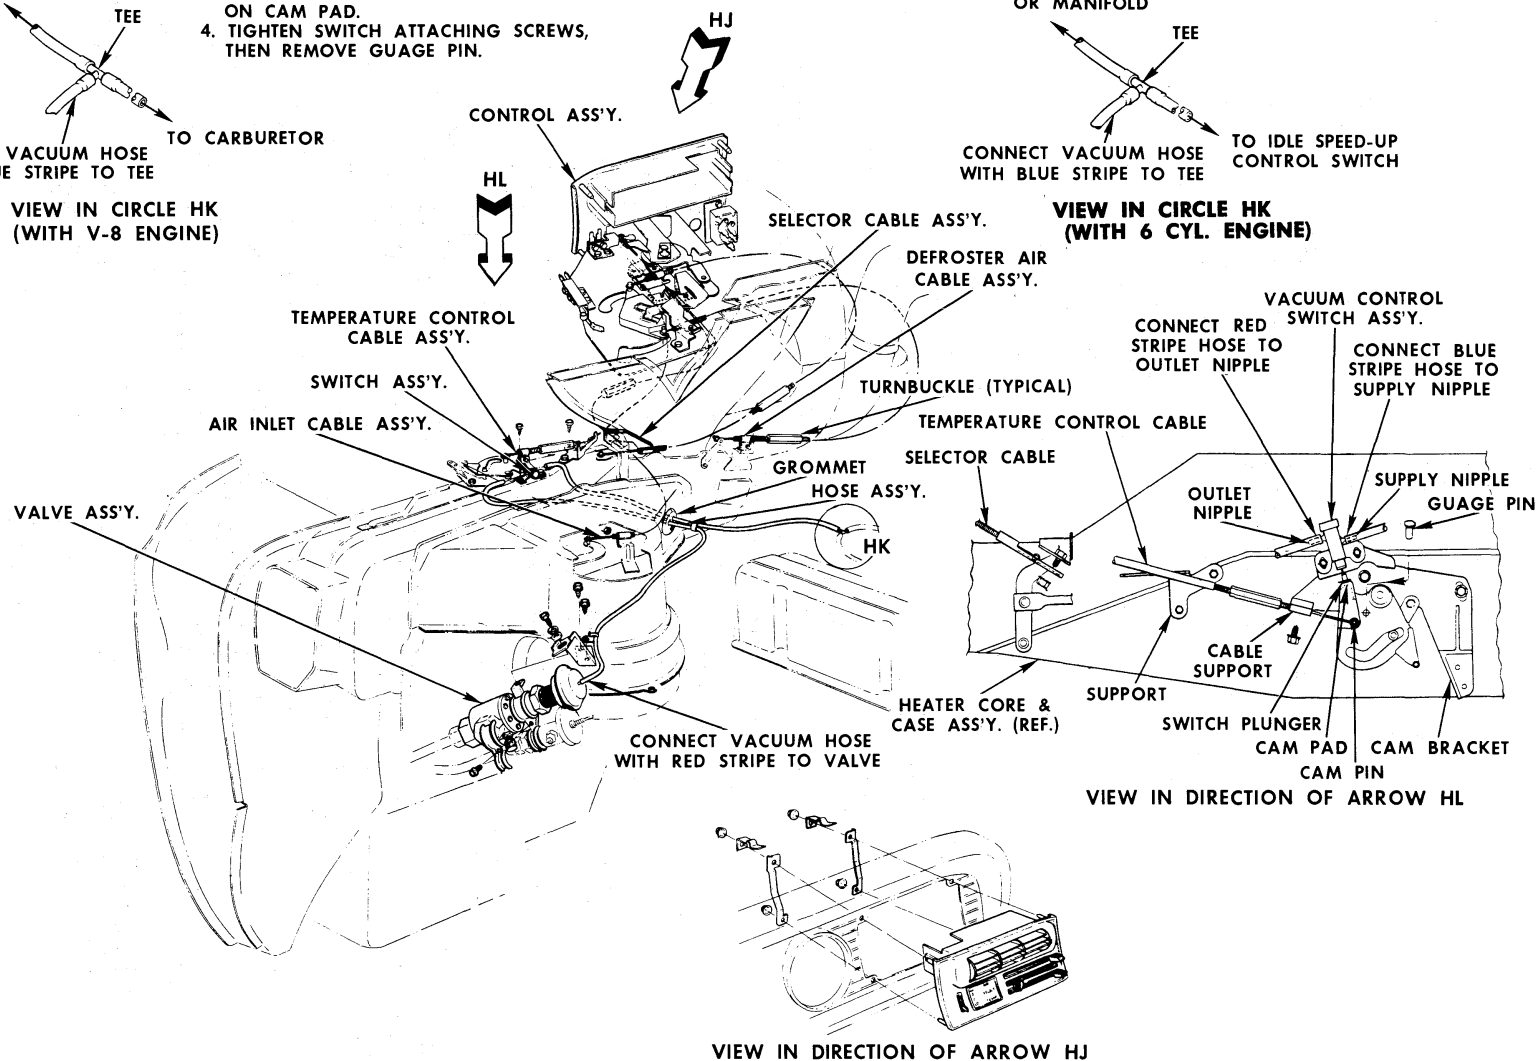 ON CAM PAD.
4. TIGHTEN SWITCH ATTACHING SCREWS,
THEN REMOVE GUAGE PIN.
TEE
TO CARBURETOR
VACUUM HOSE
STRIPE TO TEE
VIEW IN CIRCLE HK
(WITH V-8 ENGINE)
HJ
CONTROL ASS'Y.
HL
OR MANIFOLD
TEE
TO IDLE SPEED-UP
CONTROL SWITCH
CONNECT VACUUM HOSE
WITH BLUE STRIPE TO TEE
VIEW IN CIRCLE HK
(WITH 6 CYL. ENGINE)
SELECTOR CABLE ASS'Y.
DEFROSTER AIR
CABLE ASS'Y.
TEMPERATURE CONTROL
CABLE ASS'Y.
SWITCH ASS'Y.
AIR INLET CABLE ASS'Y.
VALVE ASS'Y.
TURNBUCKLE (TYPICAL)
GROMMET
HOSE ASS'Y.
HK
CONNECT VACUUM HOSE
WITH RED STRIPE TO VALVE
VACUUM CONTROL
SWITCH ASS'Y.
CONNECT RED
STRIPE HOSE TO
OUTLET NIPPLE
CONNECT BLUE
STRIPE HOSE TO
SUPPLY NIPPLE
TEMPERATURE CONTROL CABLE
SELECTOR CABLE
OUTLET
NIPPLE
SUPPLY NIPPLE
GUAGE PIN
CABLE
SUPPORT
SUPPORT
HEATER CORE &
CASE ASS'Y. (REF.)
SWITCH PLUNGER
CAM PAD
CAM BRACKET
CAM PIN
VIEW IN DIRECTION OF ARROW HL
VIEW IN DIRECTION OF ARROW HJ